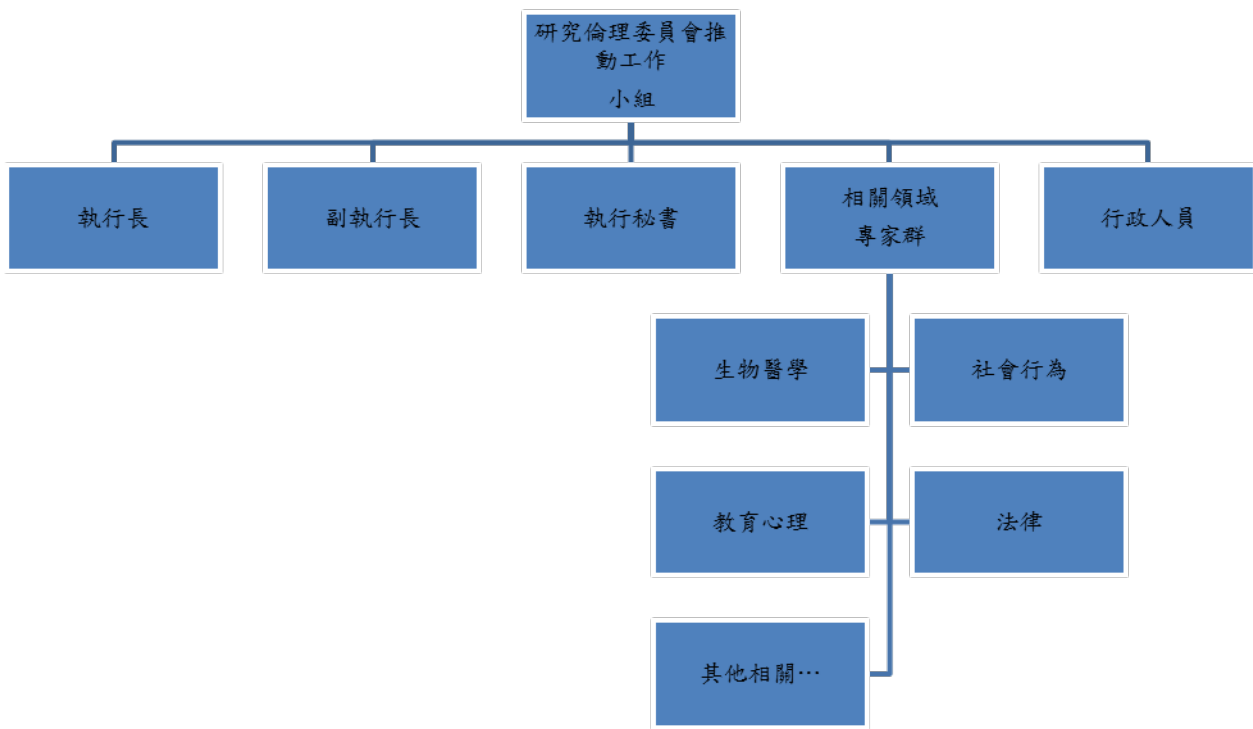 研究倫理委員會推
動工作
小組
執行長
副執行長
執行秘書
相關領域
專家群
行政人員
生物醫學
社會行為
教育心理
法律
其他相關…